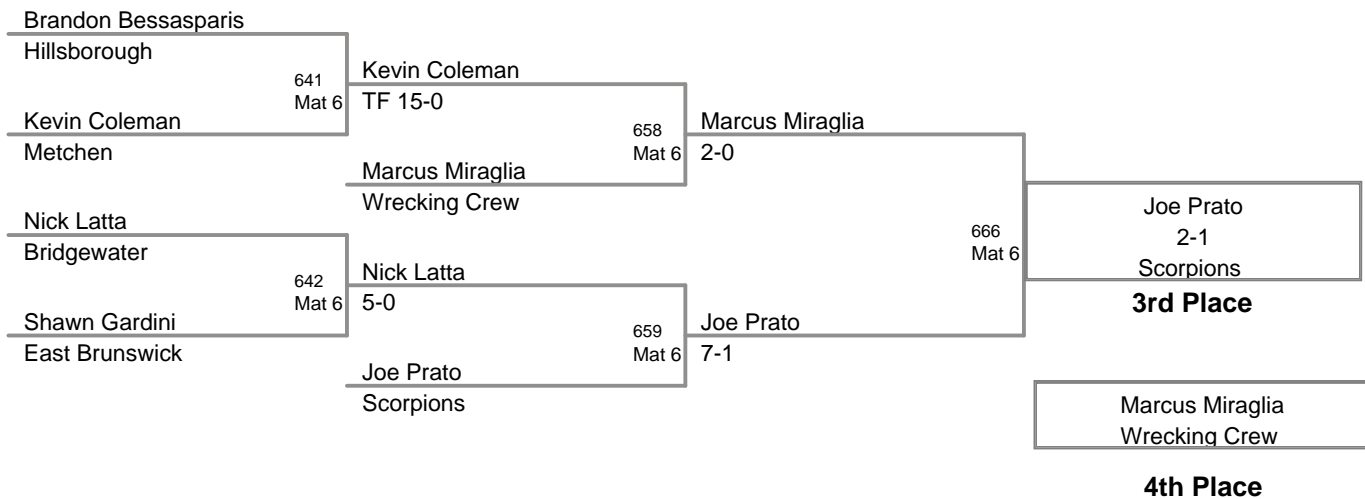 Brandon Bessasparis
Hillsborough
641
Mat 6
Kevin Coleman
TF 15-0
Kevin Coleman
Metchen
658
Mat 6
Marcus Miraglia
2-0
Marcus Miraglia
Wrecking Crew
Nick Latta
Bridgewater
642
Mat 6
Nick Latta
5-0
Shawn Gardini
East Brunswick
659
Mat 6
Joe Prato
7-1
Joe Prato
Scorpions
666
Mat 6
Joe Prato
2-1
Scorpions
3rd Place
Marcus Miraglia
Wrecking Crew
4th Place